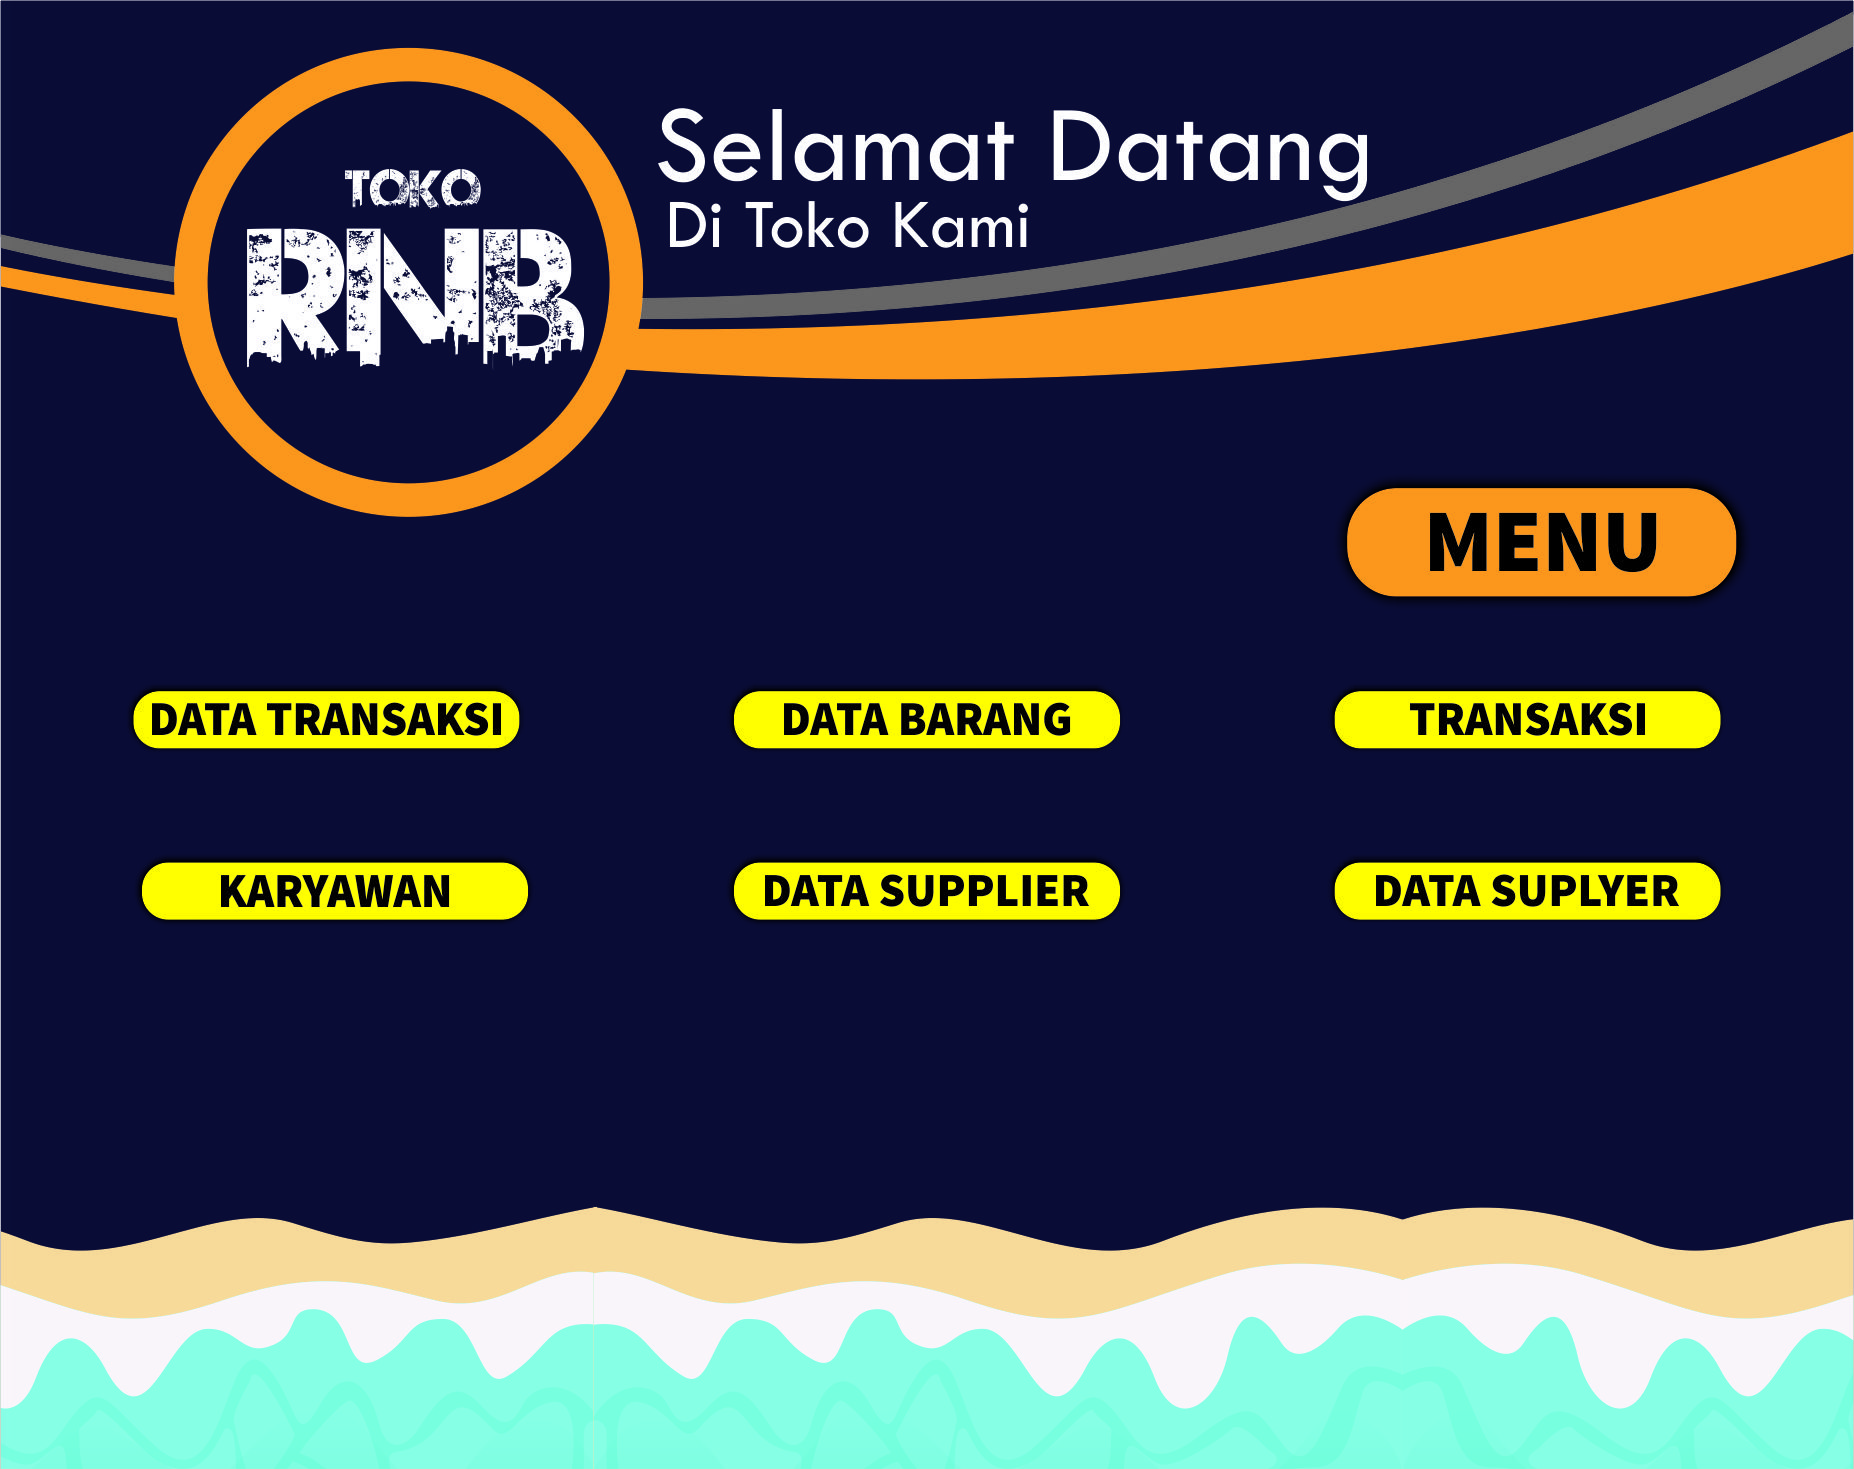 TOKO
RNB
Selamat Datang
Di Toko Kami
MENU
DATA TRANSAKSI
DATA BARANG
TRANSAKSI
KARYAWAN
DATA SUPPLIER
DATA SUPLYER